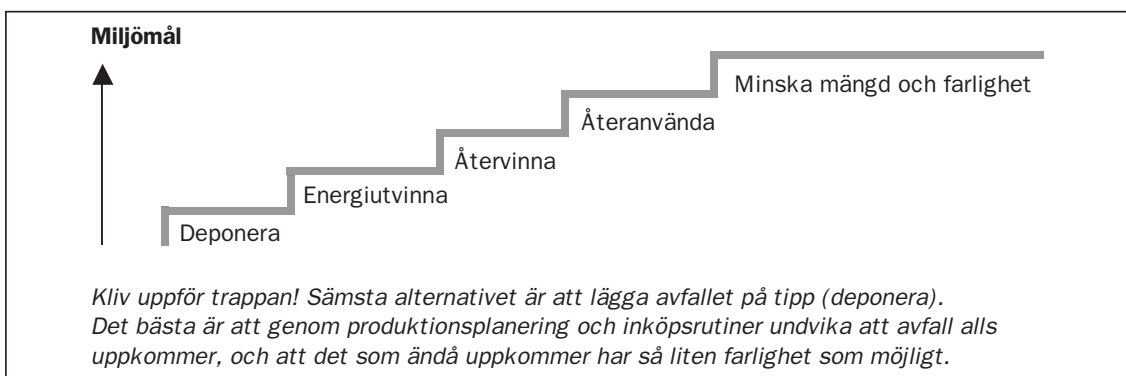 Miljömål
Minska mängd och farlighet
Återanvända
Återvinna
Energiutvinna
Deponera
Kliv uppför trappan! Sämsta alternativet är att lägga avfallet på tipp (deponera).
Det bästa är att genom produktionsplanering och inköpsrutiner undvika att avfall alls
uppkommer, och att det som ändå uppkommer har så liten farlighet som möjligt.